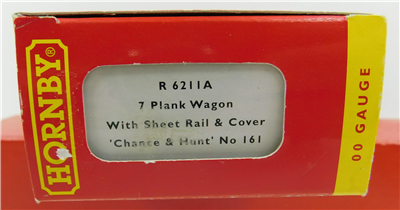 HORNBY
R 6211A
7 Plank Wagon
With Sheet Rail & Cover
'Chance & Hunt' No 161
00 GAUGE